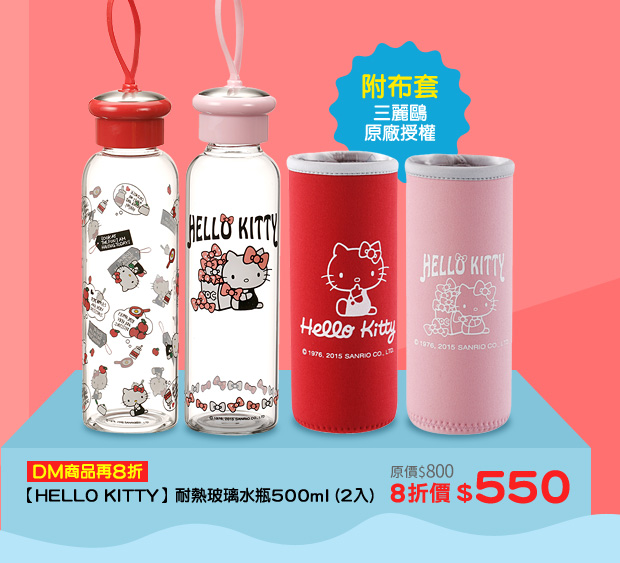 附布套
三麗鷗
原廠授權
HELLO KITTY
HELLO KITTY
Hello Kitty
© 1976, 2015 SANRIO CO., LTD.
© 1976, 2015 SANRIO CO., LTD.
DM商品再8折
原價$800
【HELLO KITTY】耐熱玻璃水瓶500ml (2入)
8折價 $550